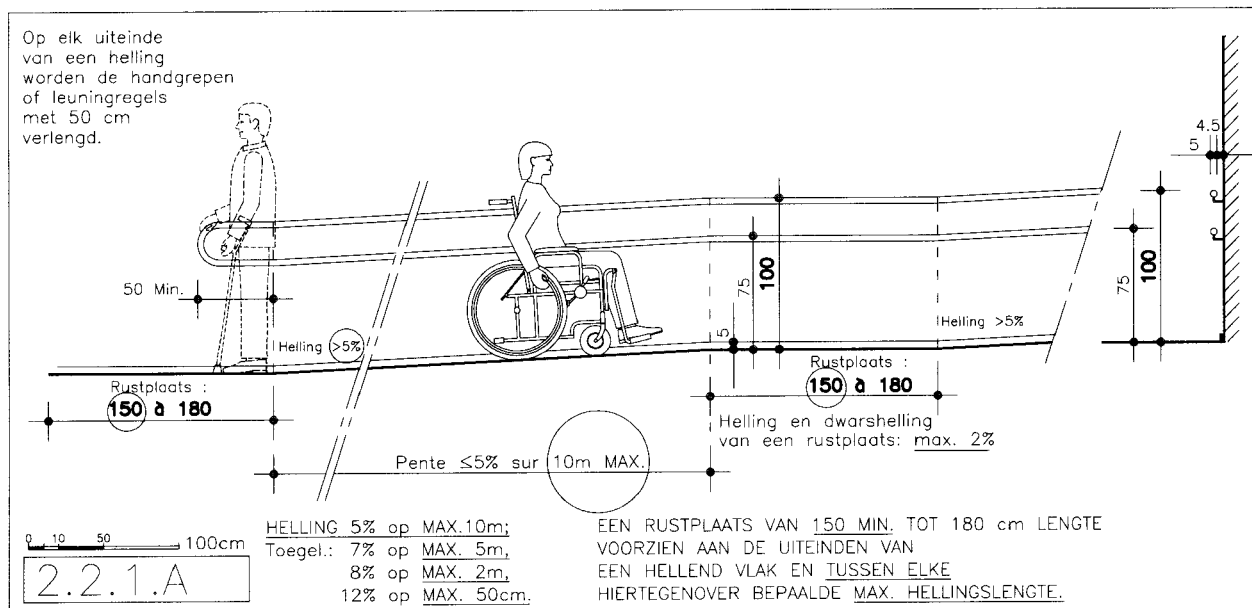 Op elk uiteinde
van een helling
worden de handgrepen
of leuningregels
met 50 cm
verlengd.
4.5
5
50 Min.
75
100
75
100
5
Helling >5%
Helling >5%
Rustplaats :
150 à 180
Rustplaats :
150 à 180
Helling en dwarshelling
van een rustplaats: max. 2%
Pente ≤5% sur 10m MAX.
0 10 50 100cm
2.2.1.A
HELLING 5% op MAX.10m;
Toegel.: 7% op MAX. 5m,
8% op MAX. 2m,
12% op MAX. 50cm.
EEN RUSTPLAATS VAN 150 MIN. TOT 180 cm LENGTE
VOORZIEN AAN DE UITEINDEN VAN
EEN HELLEND VLAK EN TUSSEN ELKE
HIERTEGENOVER BEPAALDE MAX. HELLINGSLENGTE.